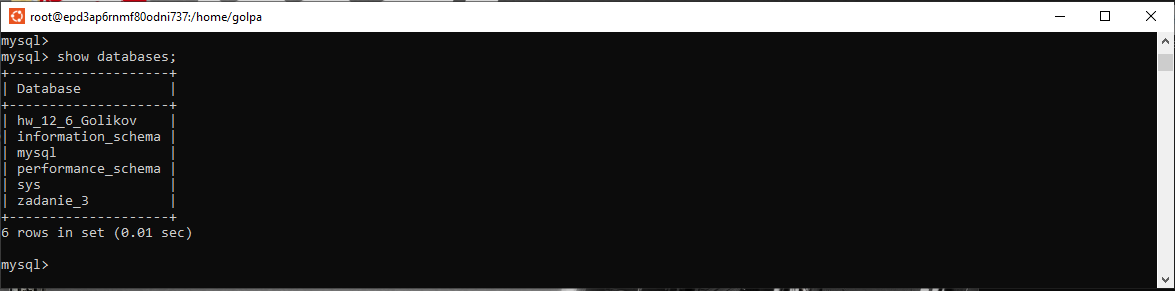 root@epd3ap6rnmf80odni737:/home/golpa
mysql>
mysql> show databases;
+--------------------+
| Database           |
+--------------------+
| hw_12_6_Golikov    |
| information_schema |
| mysql              |
| performance_schema |
| sys                |
| zadanie_3          |
+--------------------+
6 rows in set (0.01 sec)
mysql>